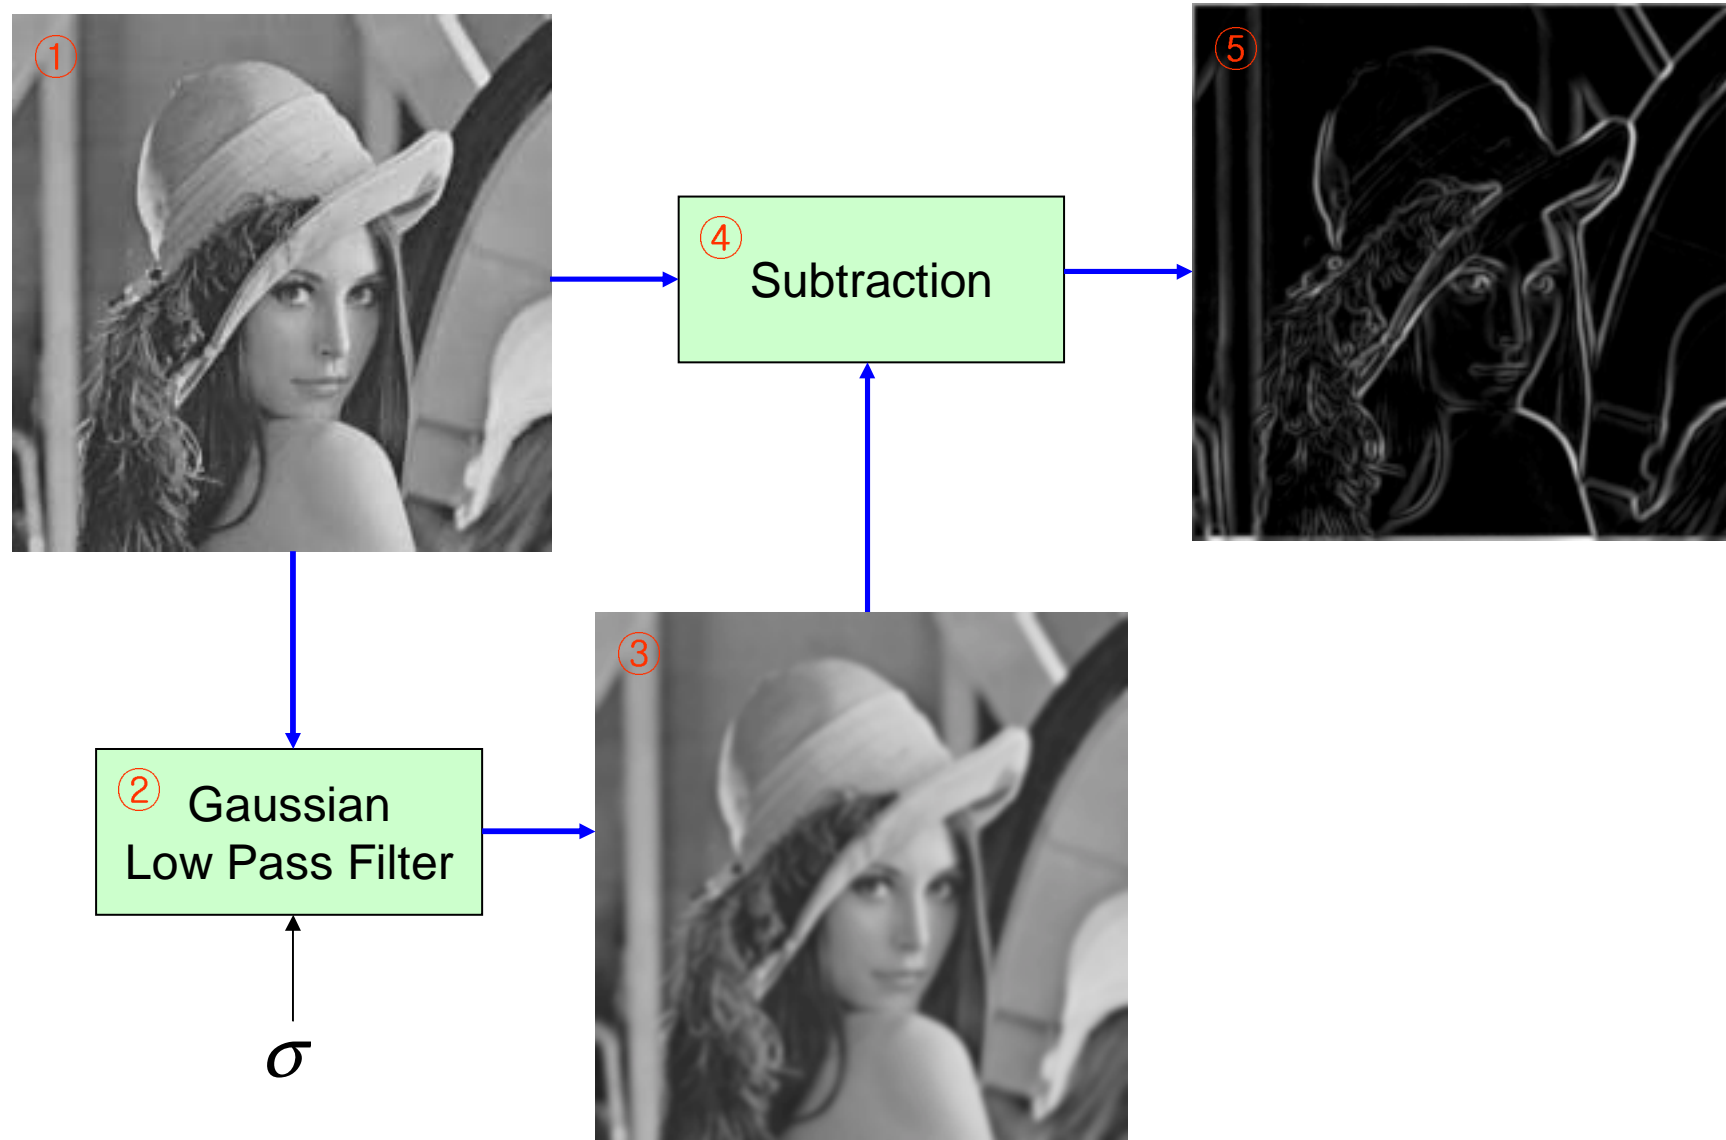 ①
⑤
④
Subtraction
③
②
Gaussian
Low Pass Filter
σ